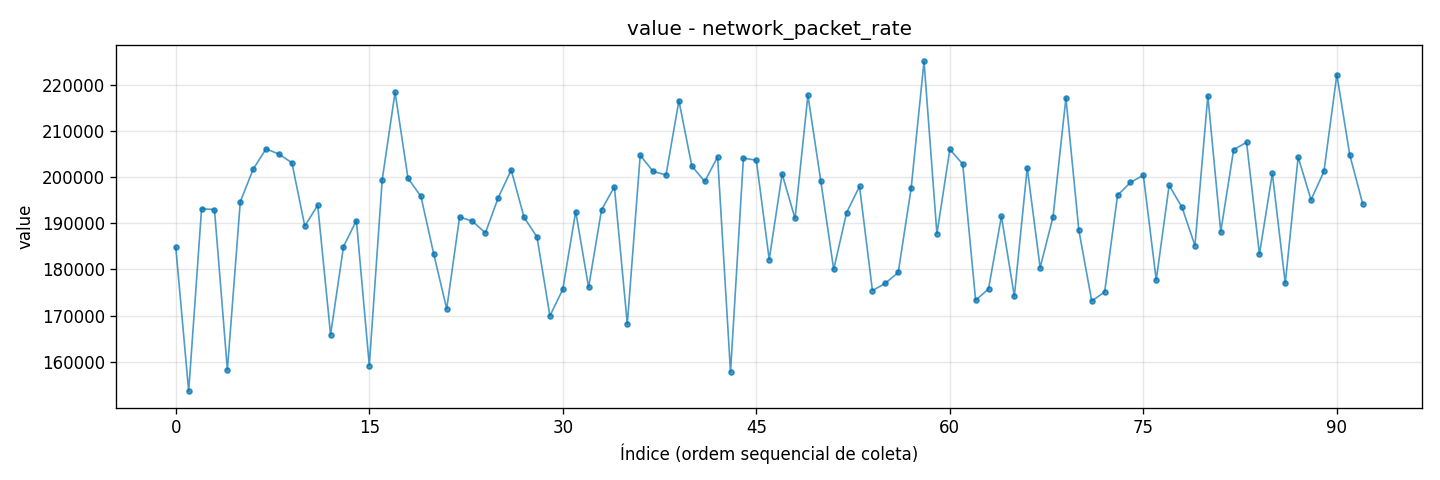 value - network_packet_rate
value
220000
210000
200000
190000
180000
170000
160000
0 15 30 45 60 75 90
Índice (ordem sequencial de coleta)